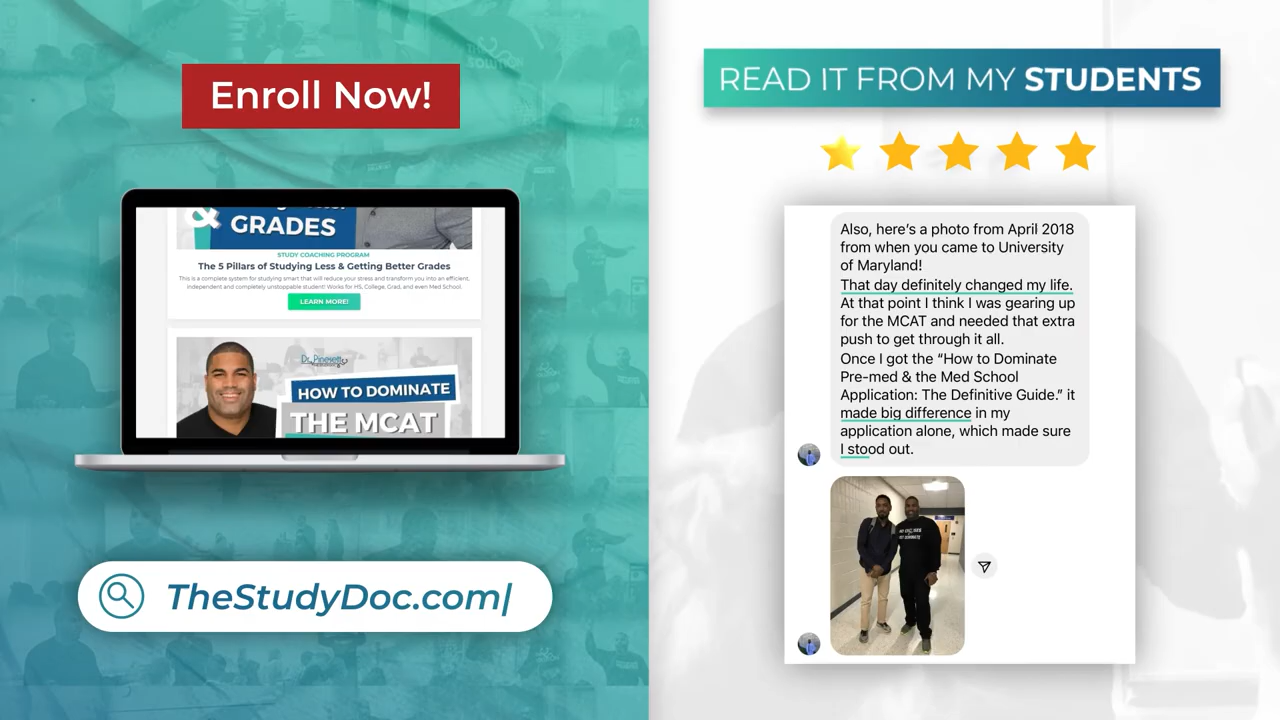 Enroll Now!
&
GRADES
STUDY COACHING PROGRAM
The 5 Pillars of Studying Less & Getting Better Grades
This is a complete system for studying smart that will reduce your stress and transform you into an efficient,
independent and completely unstoppable student! Works for HS, College, Grad, and even Med School.
LEARN MORE!
Dr. Pinesett
HOW TO DOMINATE
THE MCAT
TheStudyDoc.com|
READ IT FROM MY STUDENTS
Also, here's a photo from April 2018
from when you came to University
of Maryland!
That day definitely changed my life.
At that point I think I was gearing up
for the MCAT and needed that extra
push to get through it all.
Once I got the “How to Dominate
Pre-med & the Med School
Application: The Definitive Guide.” it
made big difference in my
application alone, which made sure
I stood out.